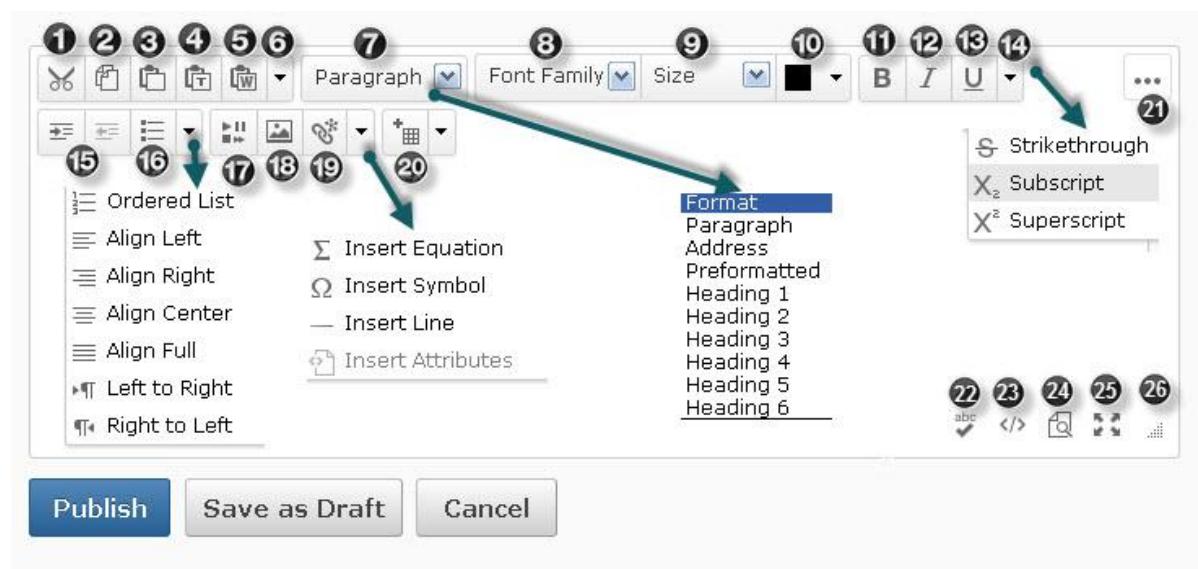 1 2 3 4 5 6 7 8 9 10 11 12 13 14
Paragraph Font Family Size B I U
21
15 16 17 18 19 20
Ordered List
Align Left
Align Right
Align Center
Align Full
Left to Right
Right to Left
Insert Equation
Insert Symbol
Insert Line
Insert Attributes
Format
Paragraph
Address
Preformatted
Heading 1
Heading 2
Heading 3
Heading 4
Heading 5
Heading 6
S Strikethrough
X₂ Subscript
X² Superscript
22 23 24 25 26
abc </>
Publish Save as Draft Cancel